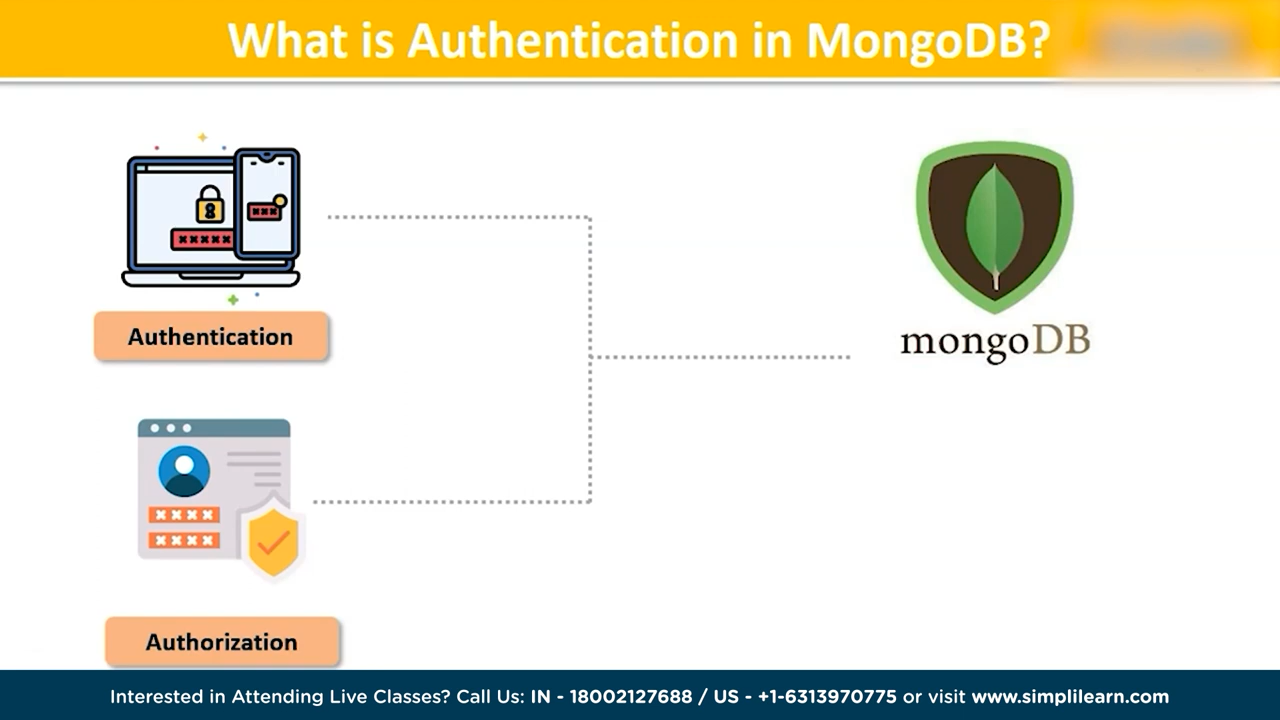 What is Authentication in MongoDB?
Authentication
mongoDB
Authorization
Interested in Attending Live Classes? Call Us: IN - 18002127688 / US - +1-6313970775 or visit www.simplilearn.com